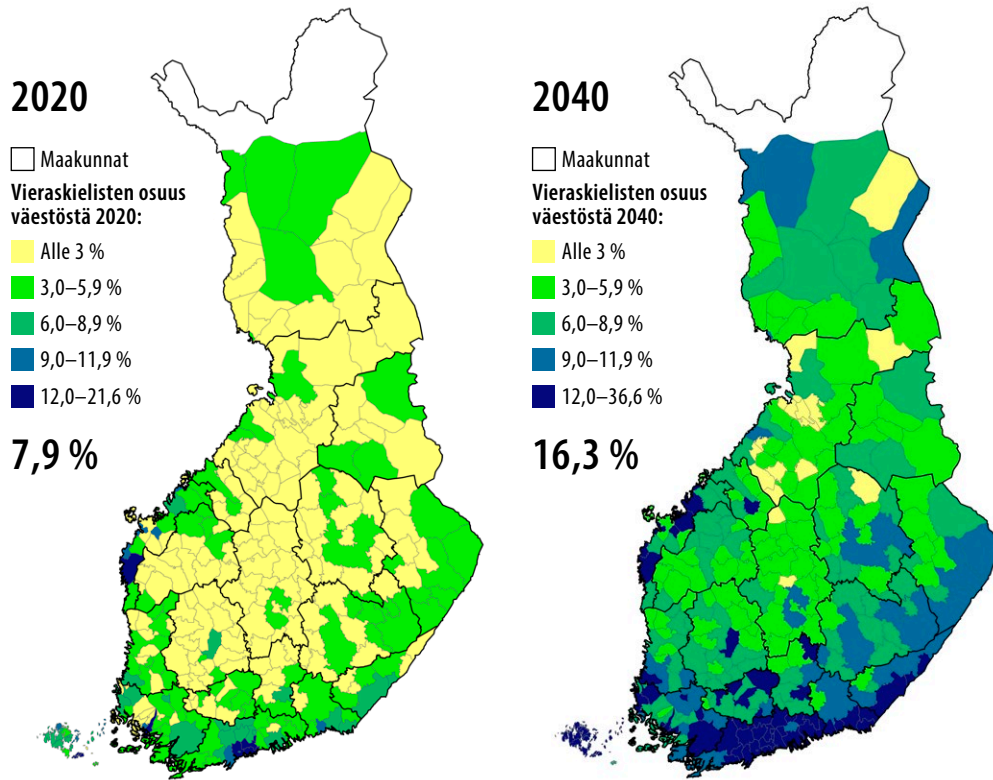 2020
Maakunnat
Vieraskielisten osuus
väestöstä 2020:
Alle 3 %
3,0–5,9 %
6,0–8,9 %
9,0–11,9 %
12,0–21,6 %
7,9 %
2040
Maakunnat
Vieraskielisten osuus
väestöstä 2040:
Alle 3 %
3,0–5,9 %
6,0–8,9 %
9,0–11,9 %
12,0–36,6 %
16,3 %